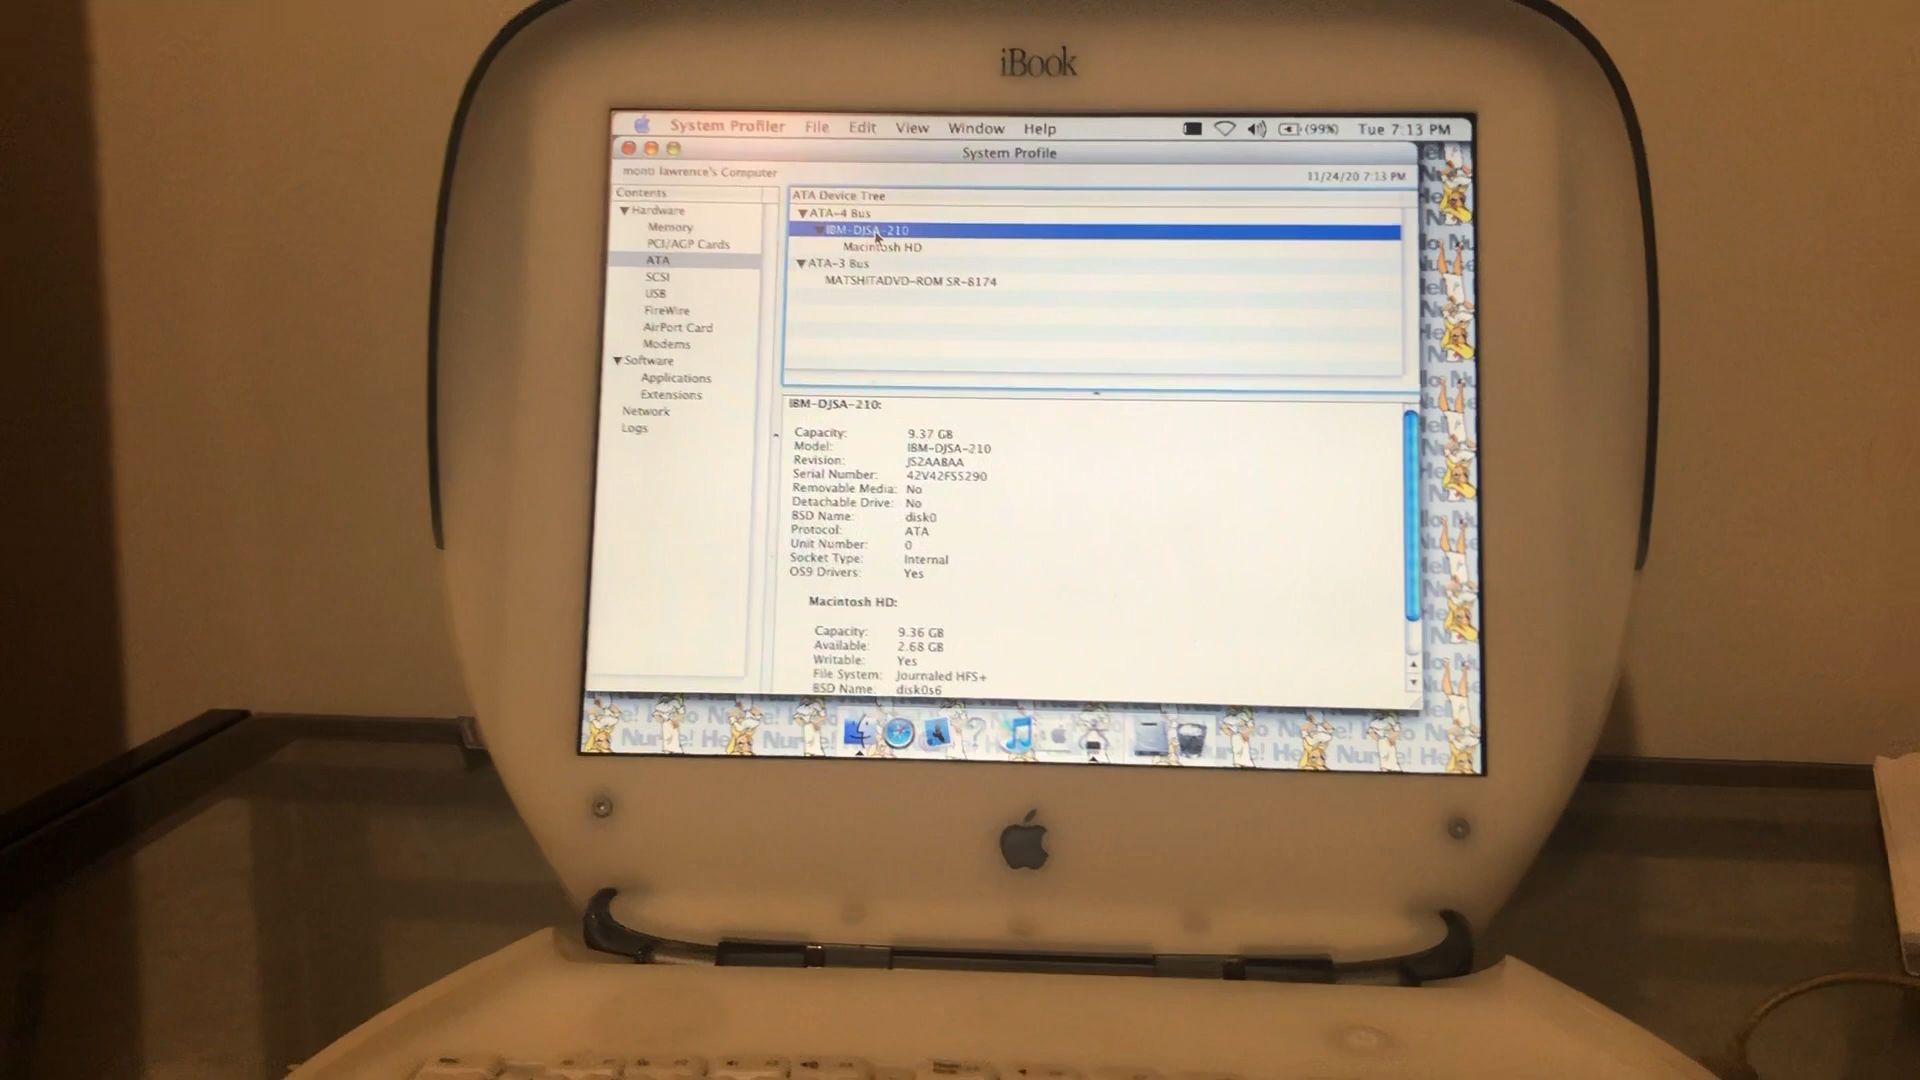 iBook
System Profiler File Edit View Window Help (99%) Tue 7:13 PM
System Profile
monti lawrence's Computer 11/24/20 7:13 PM
Contents
Hardware
Memory
PCI/AGP Cards
ATA
SCSI
USB
FireWire
AirPort Card
Modems
Software
Applications
Extensions
Network
Logs
ATA Device Tree
ATA-4 Bus
IBM-DJSA-210
Macintosh HD
ATA-3 Bus
MATSHITADVD-ROM SR-8174
IBM-DJSA-210:
Capacity: 9.37 GB
Model: IBM-DJSA-210
Revision: JS2AABAA
Serial Number: 42V42FS5290
Removable Media: No
Detachable Drive: No
BSD Name: disk0
Protocol: ATA
Unit Number: 0
Socket Type: Internal
OS9 Drivers: Yes
Macintosh HD:
Capacity: 9.36 GB
Available: 2.68 GB
Writable: Yes
File System: Journaled HFS+
BSD Name: disk0s6